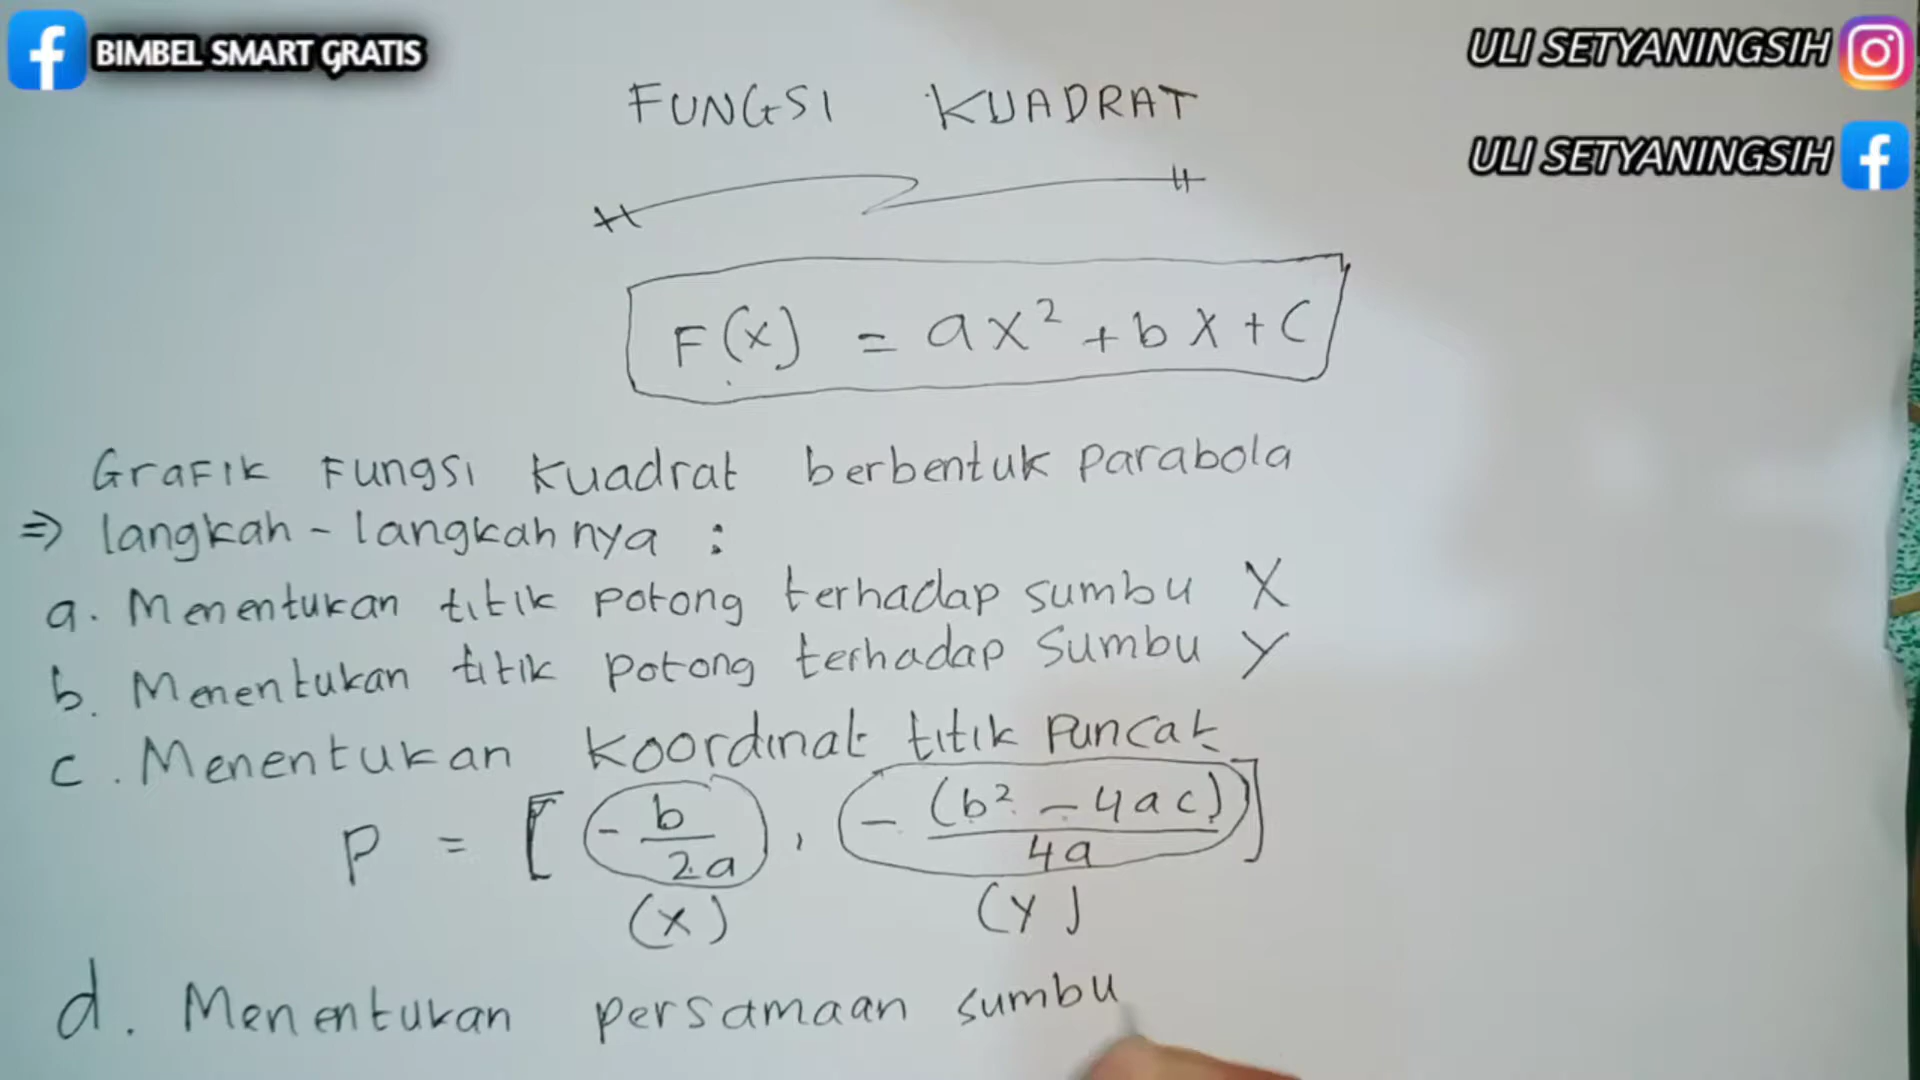 BIMBEL SMART GRATIS
ULI SETYANINGSIH
ULI SETYANINGSIH
FUNGSI KUADRAT
F(x) = ax² + bx + c
Grafik Fungsi kuadrat berbentuk parabola
⇒ langkah - langkah nya :
a. Menentukan titik potong terhadap sumbu X
b. Menentukan titik potong terhadap sumbu Y
c. Menentukan koordinat titik puncak
P = [ - b/2a , - (b² - 4ac)/4a ]
(x) (y)
d. Menentukan persamaan sumbu